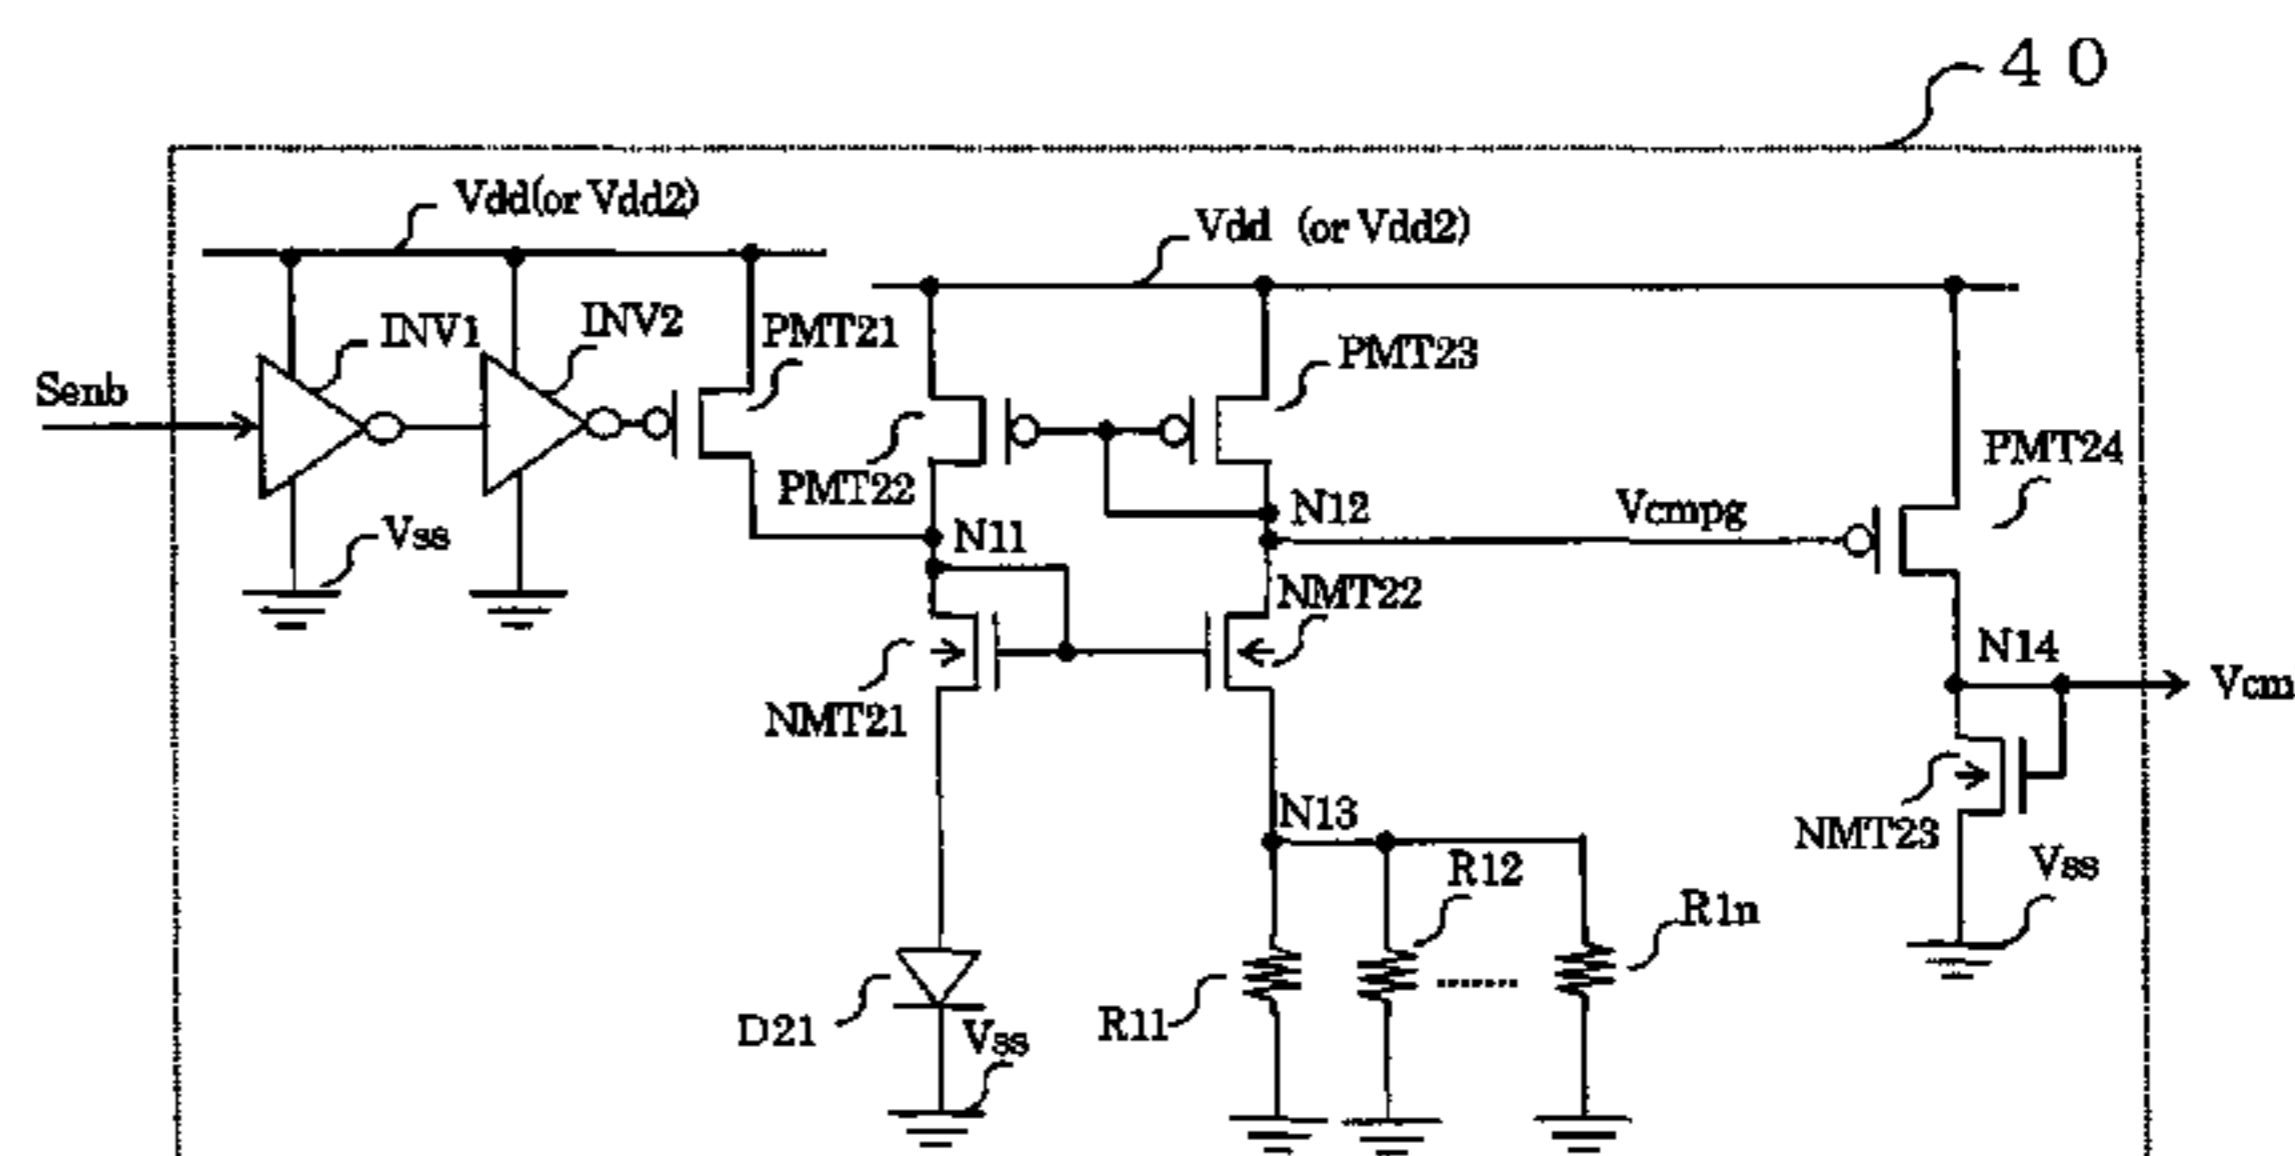 40
Vdd(or Vdd2)
Vdd (or Vdd2)
INV1
INV2
PMT21
PMT23
Senb
PMT22
PMT24
N12
Vcmpg
Vss
N11
NMT22
N14
Vcm
NMT21
N13
NMT23
R12
Vss
R1n
D21
Vss
R11